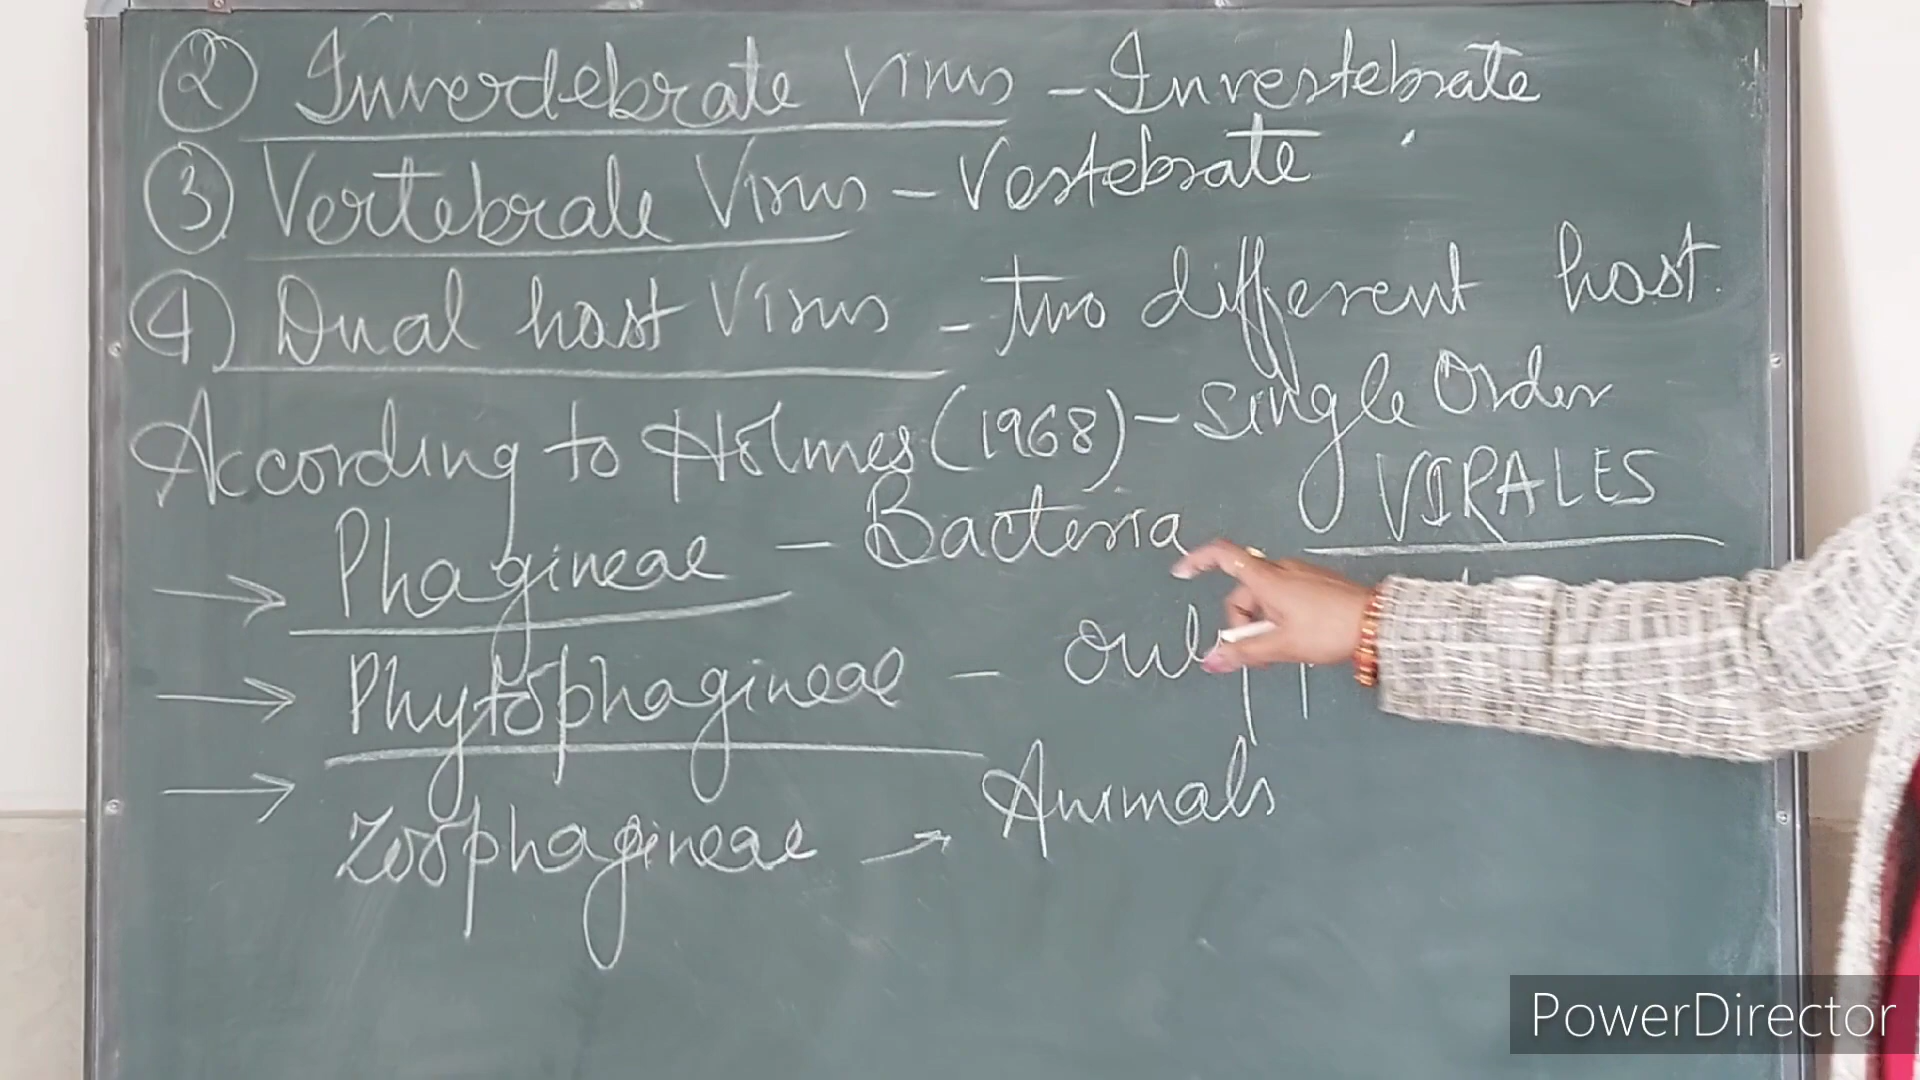 ② Invertebrate Virus - Invertebrate
③ Vertebrate Virus - Vertebrate
④ Dual host Virus - two different host.
According to Holmes (1968) - Single Order
VIRALES
→ Phagineae - Bacteria
→ Phytophagineae - only
→ Zoophagineae → Animals
PowerDirector